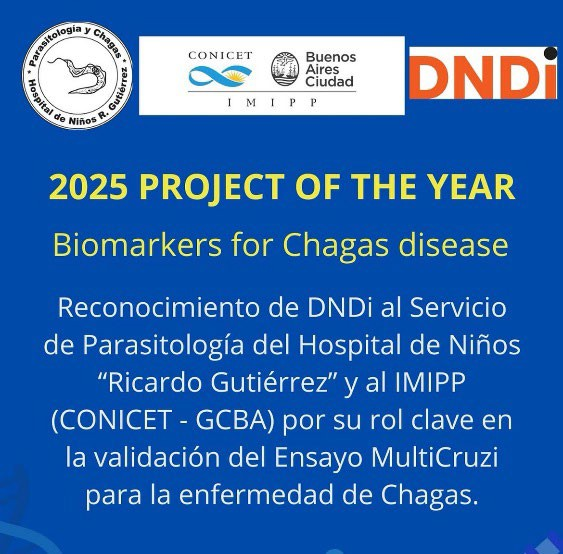 Parasitología y Chagas
Hospital de Niños R. Gutiérrez
CONICET
Buenos
Aires
Ciudad
I M I P P
DNDi
2025 PROJECT OF THE YEAR
Biomarkers for Chagas disease
Reconocimiento de DNDi al Servicio
de Parasitología del Hospital de Niños
“Ricardo Gutiérrez” y al IMIPP
(CONICET - GCBA) por su rol clave en
la validación del Ensayo MultiCruzi
para la enfermedad de Chagas.